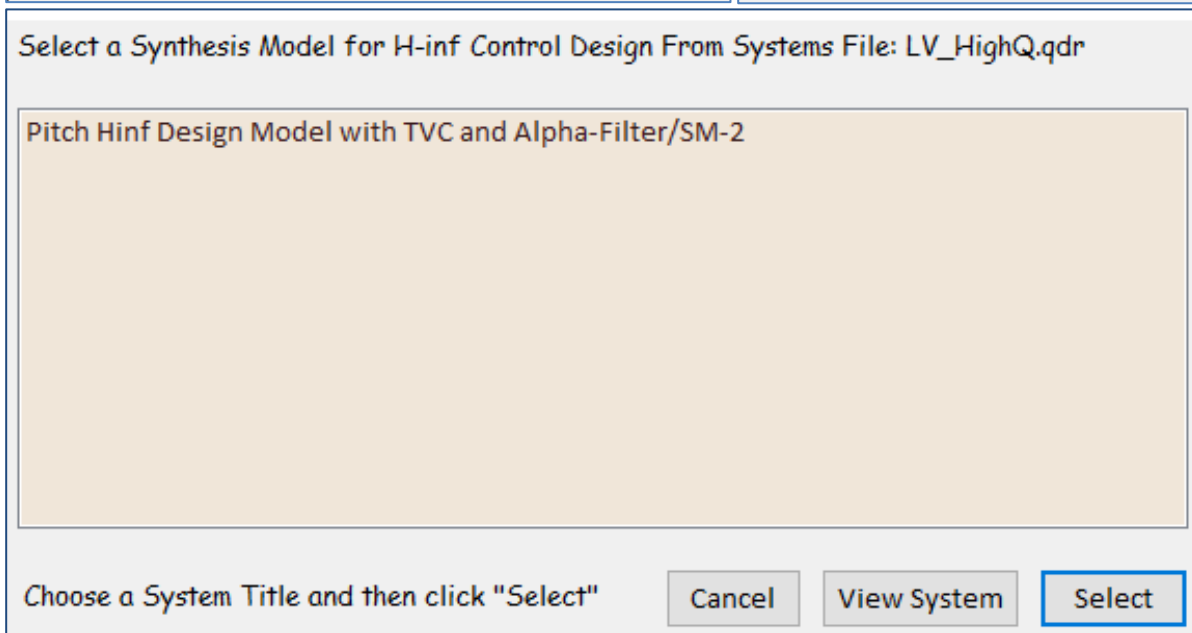 Select a Synthesis Model for H-inf Control Design From Systems File: LV_HighQ.qdr
Pitch Hinf Design Model with TVC and Alpha-Filter/SM-2
Choose a System Title and then click "Select"
Cancel
View System
Select